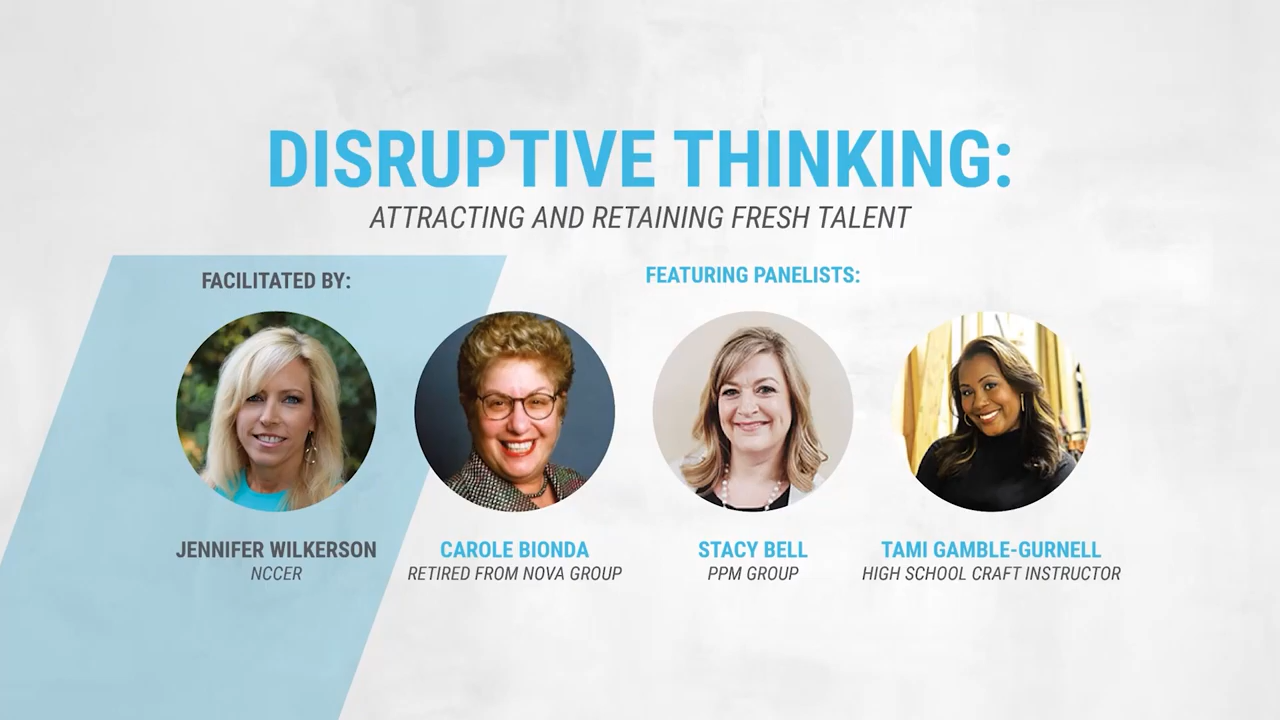 DISRUPTIVE THINKING:
ATTRACTING AND RETAINING FRESH TALENT
FACILITATED BY:
FEATURING PANELISTS:
JENNIFER WILKERSON
NCCER
CAROLE BIONDA
RETIRED FROM NOVA GROUP
STACY BELL
PPM GROUP
TAMI GAMBLE-GURNELL
HIGH SCHOOL CRAFT INSTRUCTOR